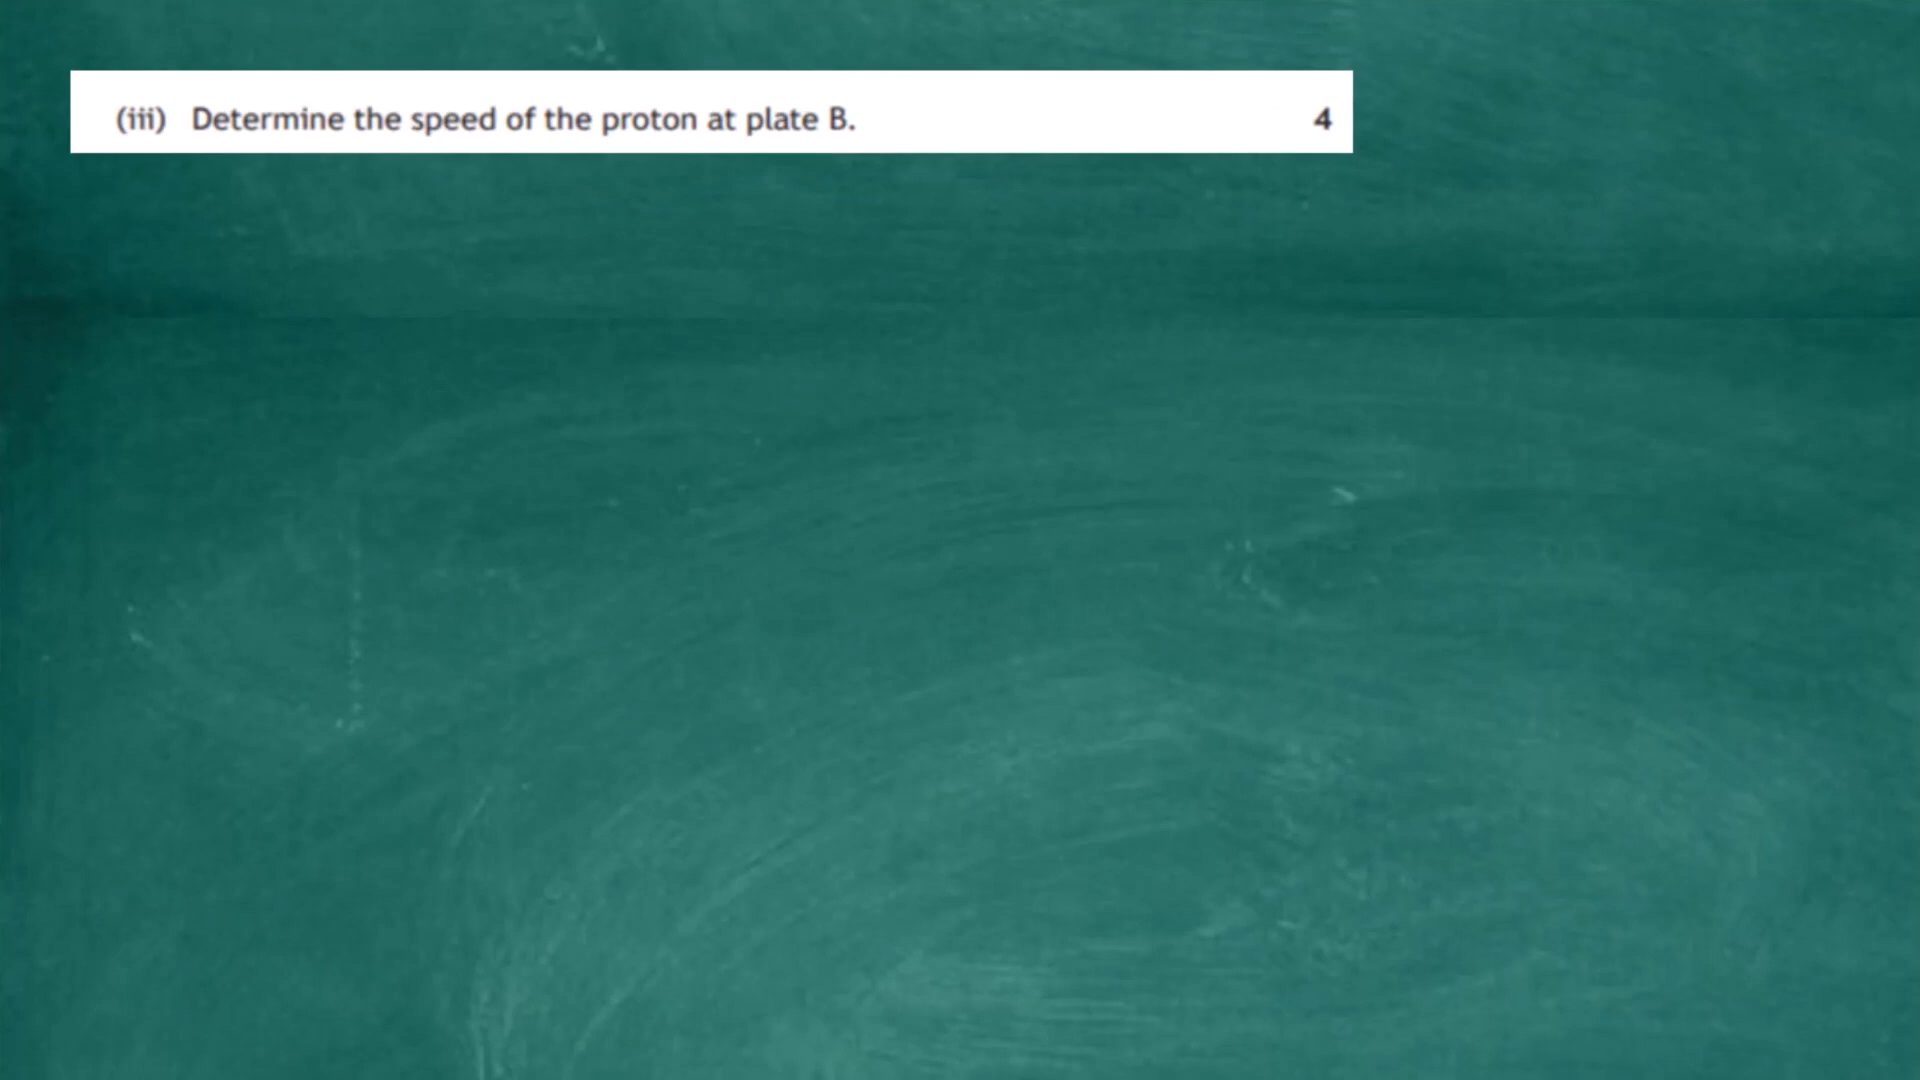 (iii) Determine the speed of the proton at plate B. 4